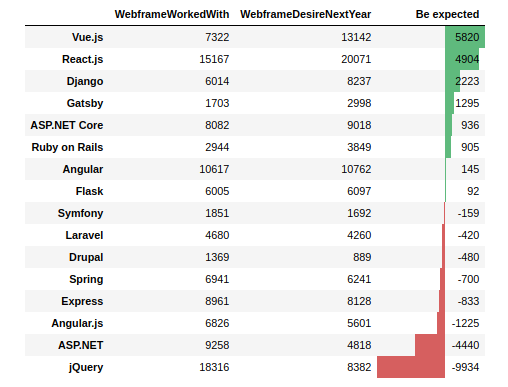 WebframeWorkedWith WebframeDesireNextYear Be expected
Vue.js 7322 13142 5820
React.js 15167 20071 4904
Django 6014 8237 2223
Gatsby 1703 2998 1295
ASP.NET Core 8082 9018 936
Ruby on Rails 2944 3849 905
Angular 10617 10762 145
Flask 6005 6097 92
Symfony 1851 1692 -159
Laravel 4680 4260 -420
Drupal 1369 889 -480
Spring 6941 6241 -700
Express 8961 8128 -833
Angular.js 6826 5601 -1225
ASP.NET 9258 4818 -4440
jQuery 18316 8382 -9934